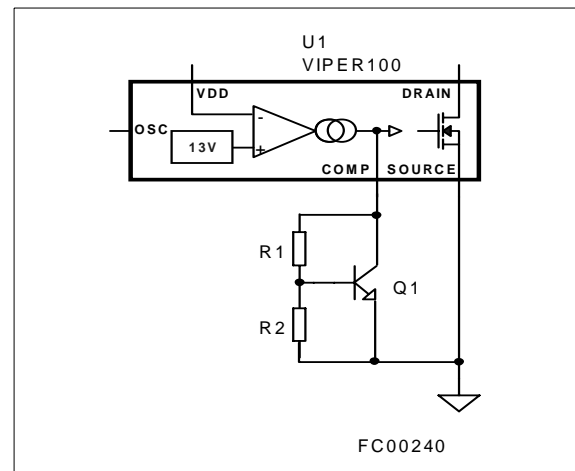 U1
VIPER100
VDD
DRAIN
OSC
-
13V
+
COMP SOURCE
R1
Q1
R2
FC00240